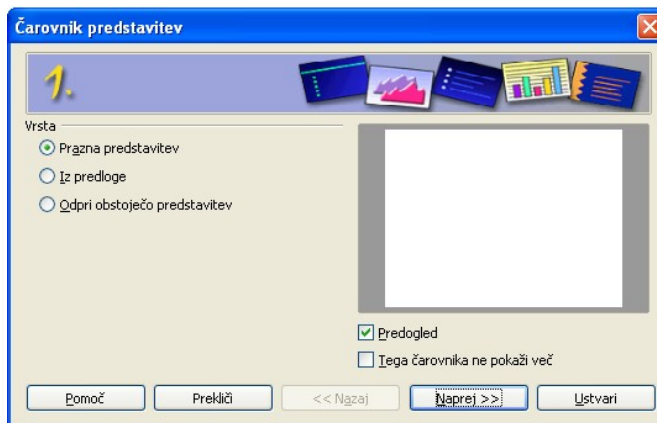 Čarovnik predstavitev
1.
Vrsta
Prazna predstavitev
Iz predloge
Odpri obstoječo predstavitev
Predogled
Tega čarovnika ne pokaži več
Pomoč
Prekliči
<< Nazaj
Naprej >>
Ustvari